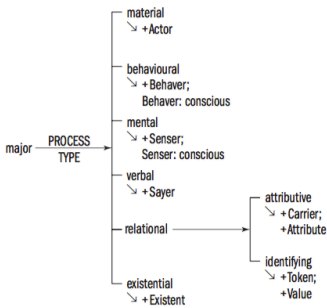 material
↘ +Actor
behavioural
↘ +Behaver;
Behaver: conscious
mental
↘ +Senser;
Senser: conscious
major PROCESS TYPE
verbal
↘ +Sayer
relational
attributive
↘ +Carrier;
+Attribute
identifying
↘ +Token;
+Value
existential
↘ +Existent